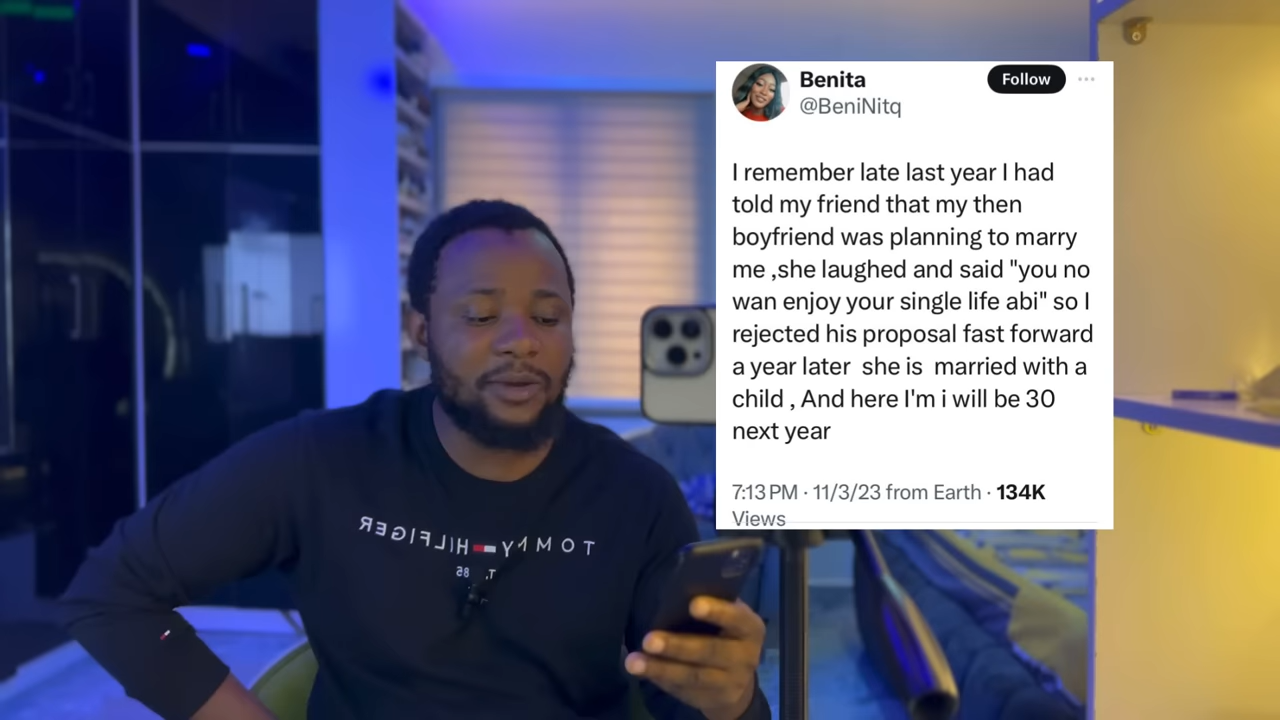 Benita
Follow
@BeniNitq
I remember late last year I had
told my friend that my then
boyfriend was planning to marry
me ,she laughed and said "you no
wan enjoy your single life abi" so I
rejected his proposal fast forward
a year later  she is  married with a
child , And here I'm i will be 30
next year
7:13 PM · 11/3/23 from Earth · 134K
Views
TOMMY HILFIGER
85